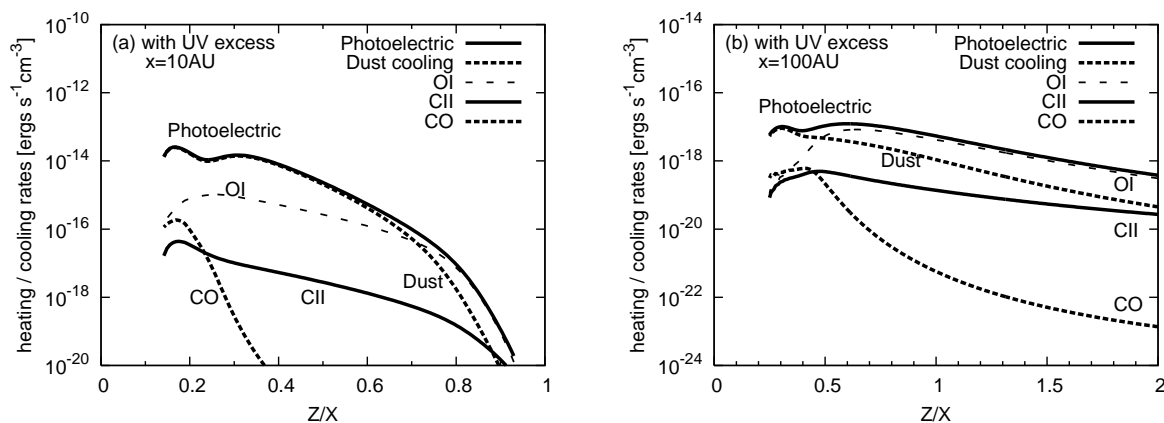 (a) with UV excess
x=10AU
Photoelectric
Dust cooling
OI
CII
CO
Photoelectric
OI
Dust
CO
CII
10^-10
10^-12
10^-14
10^-16
10^-18
10^-20
0 0.2 0.4 0.6 0.8 1
Z/X
heating / cooling rates [ergs s^-1 cm^-3]
(b) with UV excess
x=100AU
Photoelectric
Dust cooling
OI
CII
CO
Photoelectric
Dust
OI
CII
CO
10^-14
10^-16
10^-18
10^-20
10^-22
10^-24
0 0.5 1 1.5 2
Z/X
heating / cooling rates [ergs s^-1 cm^-3]